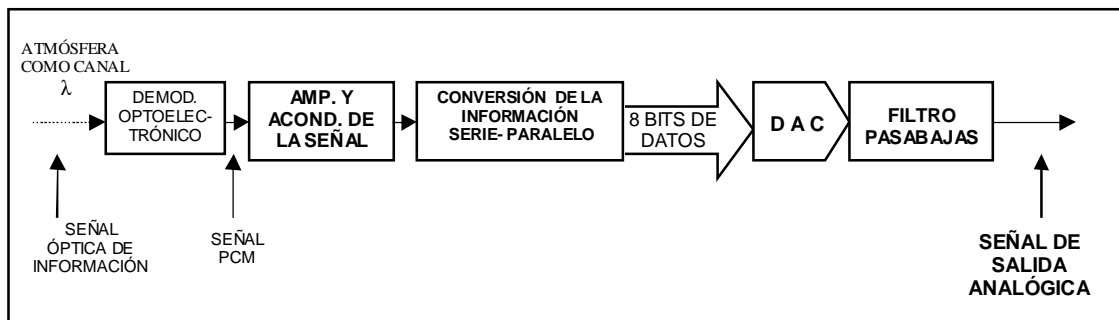 ATMÓSFERA
COMO CANAL
λ
DEMOD.
OPTOELEC-
TRÓNICO
AMP. Y
ACOND. DE
LA SEÑAL
CONVERSIÓN DE LA
INFORMACIÓN
SERIE- PARALELO
8 BITS DE
DATOS
D A C
FILTRO
PASABAJAS
SEÑAL
ÓPTICA DE
INFORMACIÓN
SEÑAL
PCM
SEÑAL DE
SALIDA
ANALÓGICA